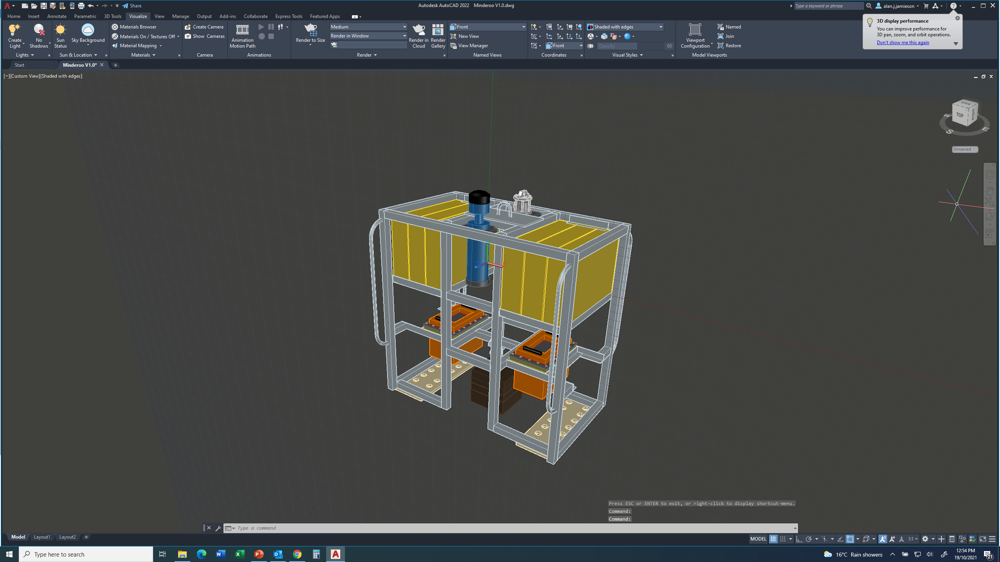 Share
Autodesk AutoCAD 2022 Minderoo V1.0.dwg
Type a keyword or phrase
alan.j.jamieson
Home Insert Annotate Parametric 3D Tools Visualize View Manage Output Add-ins Collaborate Express Tools Featured Apps
Create Light
No Shadows
Lights
Sun Status
Sky Background
Sun & Location
Materials Browser
Materials On / Textures Off
Material Mapping
Materials
Create Camera
Show Cameras
Camera
Animation Motion Path
Animations
Render to Size
Medium
Render in Window
Render in Cloud
Render Gallery
Render
Front
New View
View Manager
Named Views
Front
Coordinates
Shaded with edges
Opacity 60
Visual Styles
Viewport Configuration
Named
Join
Restore
Model Viewports
3D display performance
You can improve performance for
3D pan, zoom, and orbit operations.
Don't show me this again
Start
Minderoo V1.0*
[−][Custom View][Shaded with edges]
BACK
TOP
RIGHT
W
S
E
Unnamed
Z
X
Press ESC or ENTER to exit, or right-click to display shortcut-menu.
Command:
Command:
Type a command
Model Layout1 Layout2
MODEL
1:1
Type here to search
16°C Rain showers
12:54 PM
19/10/2021
21